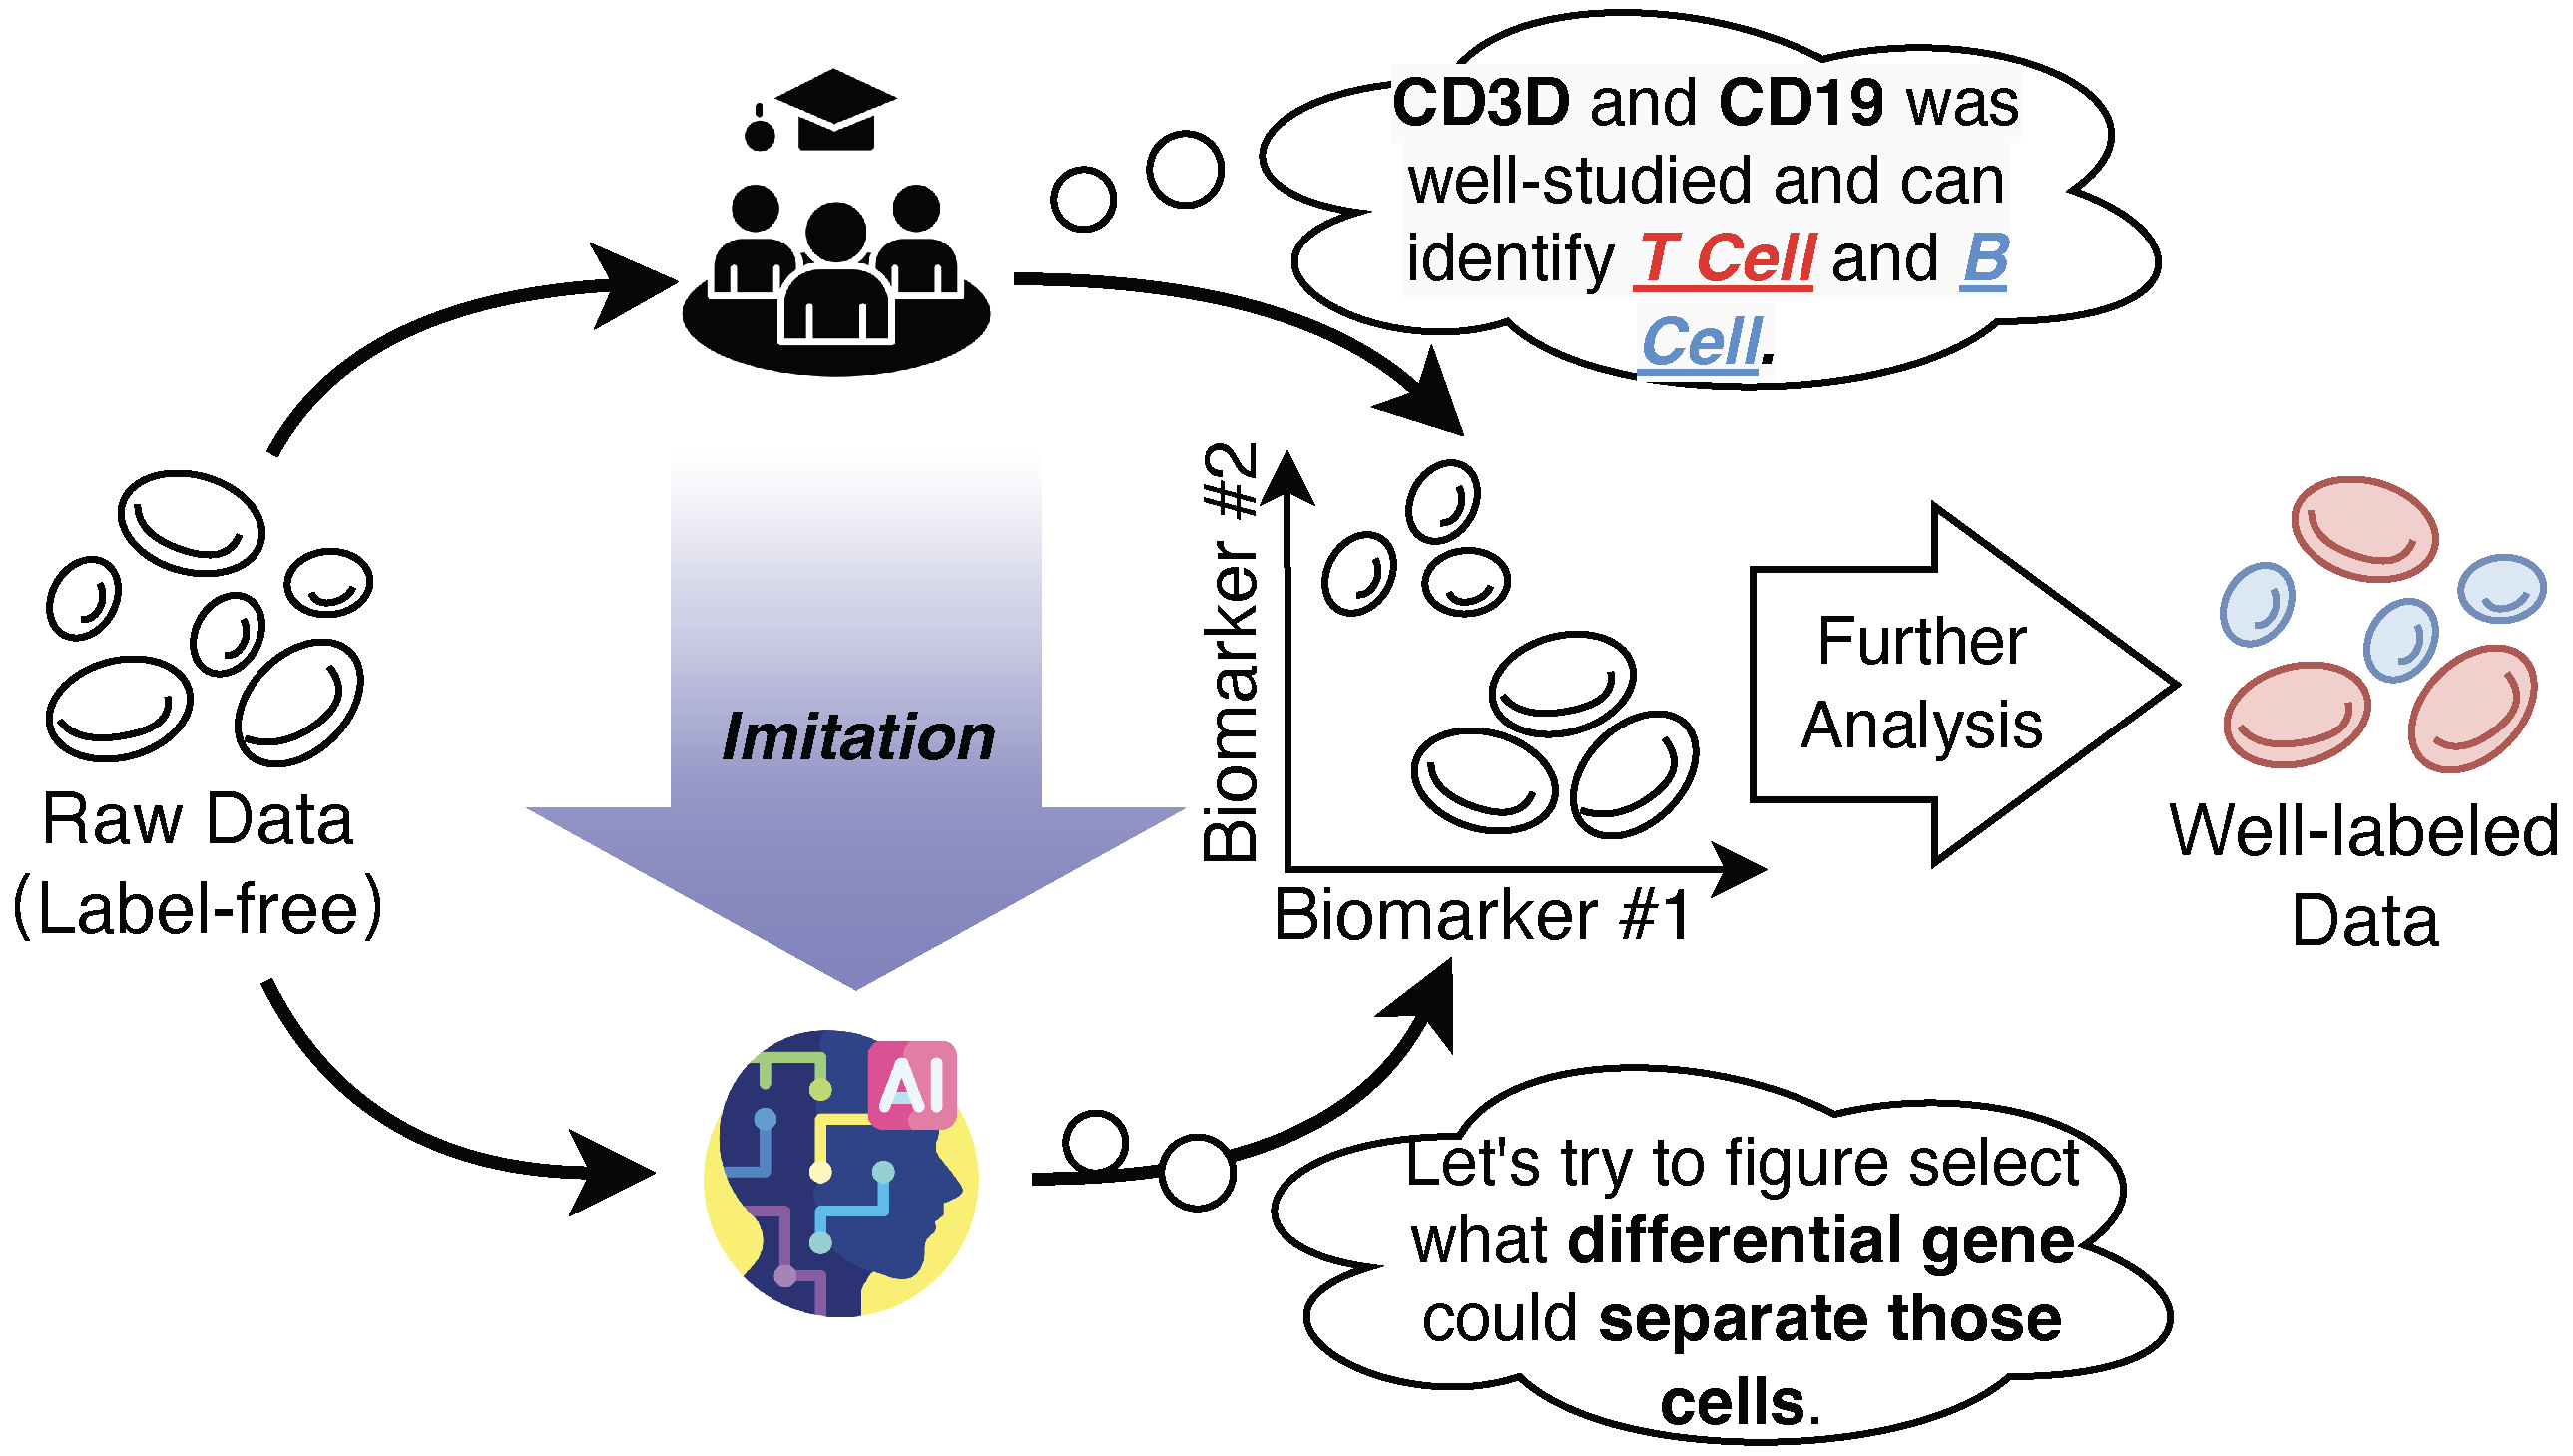 CD3D and CD19 was
well-studied and can
identify T Cell and B
Cell.
Raw Data
(Label-free)
Imitation
Biomarker #2
Biomarker #1
Further
Analysis
Well-labeled
Data
AI
Let's try to figure select
what differential gene
could separate those
cells.